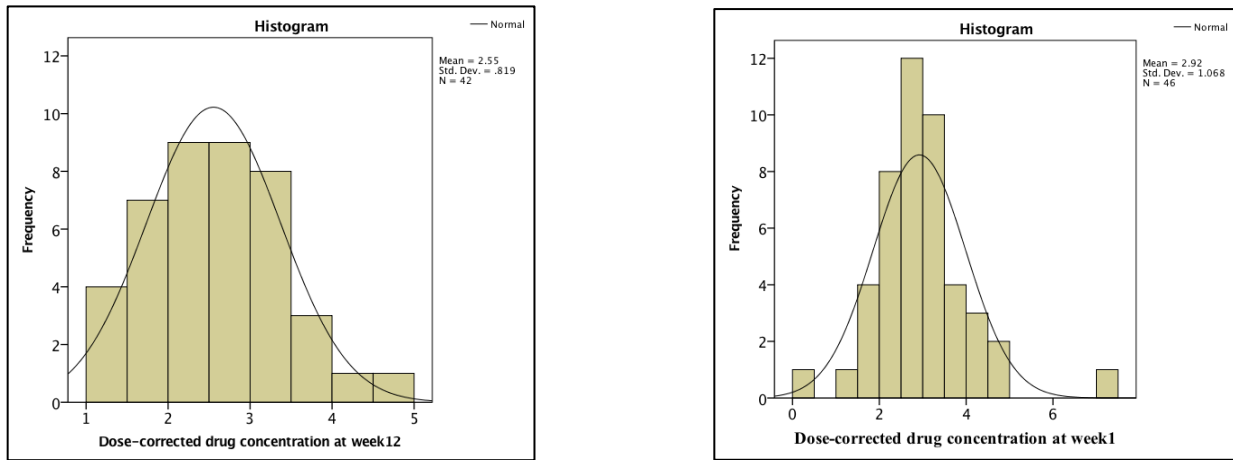 Histogram
Normal
Mean = 2.55
Std. Dev. = .819
N = 42
12
10
8
6
4
2
0
Frequency
1 2 3 4 5
Dose-corrected drug concentration at week12
Histogram
Normal
Mean = 2.92
Std. Dev. = 1.068
N = 46
12
10
8
6
4
2
0
Frequency
0 2 4 6
Dose-corrected drug concentration at week1